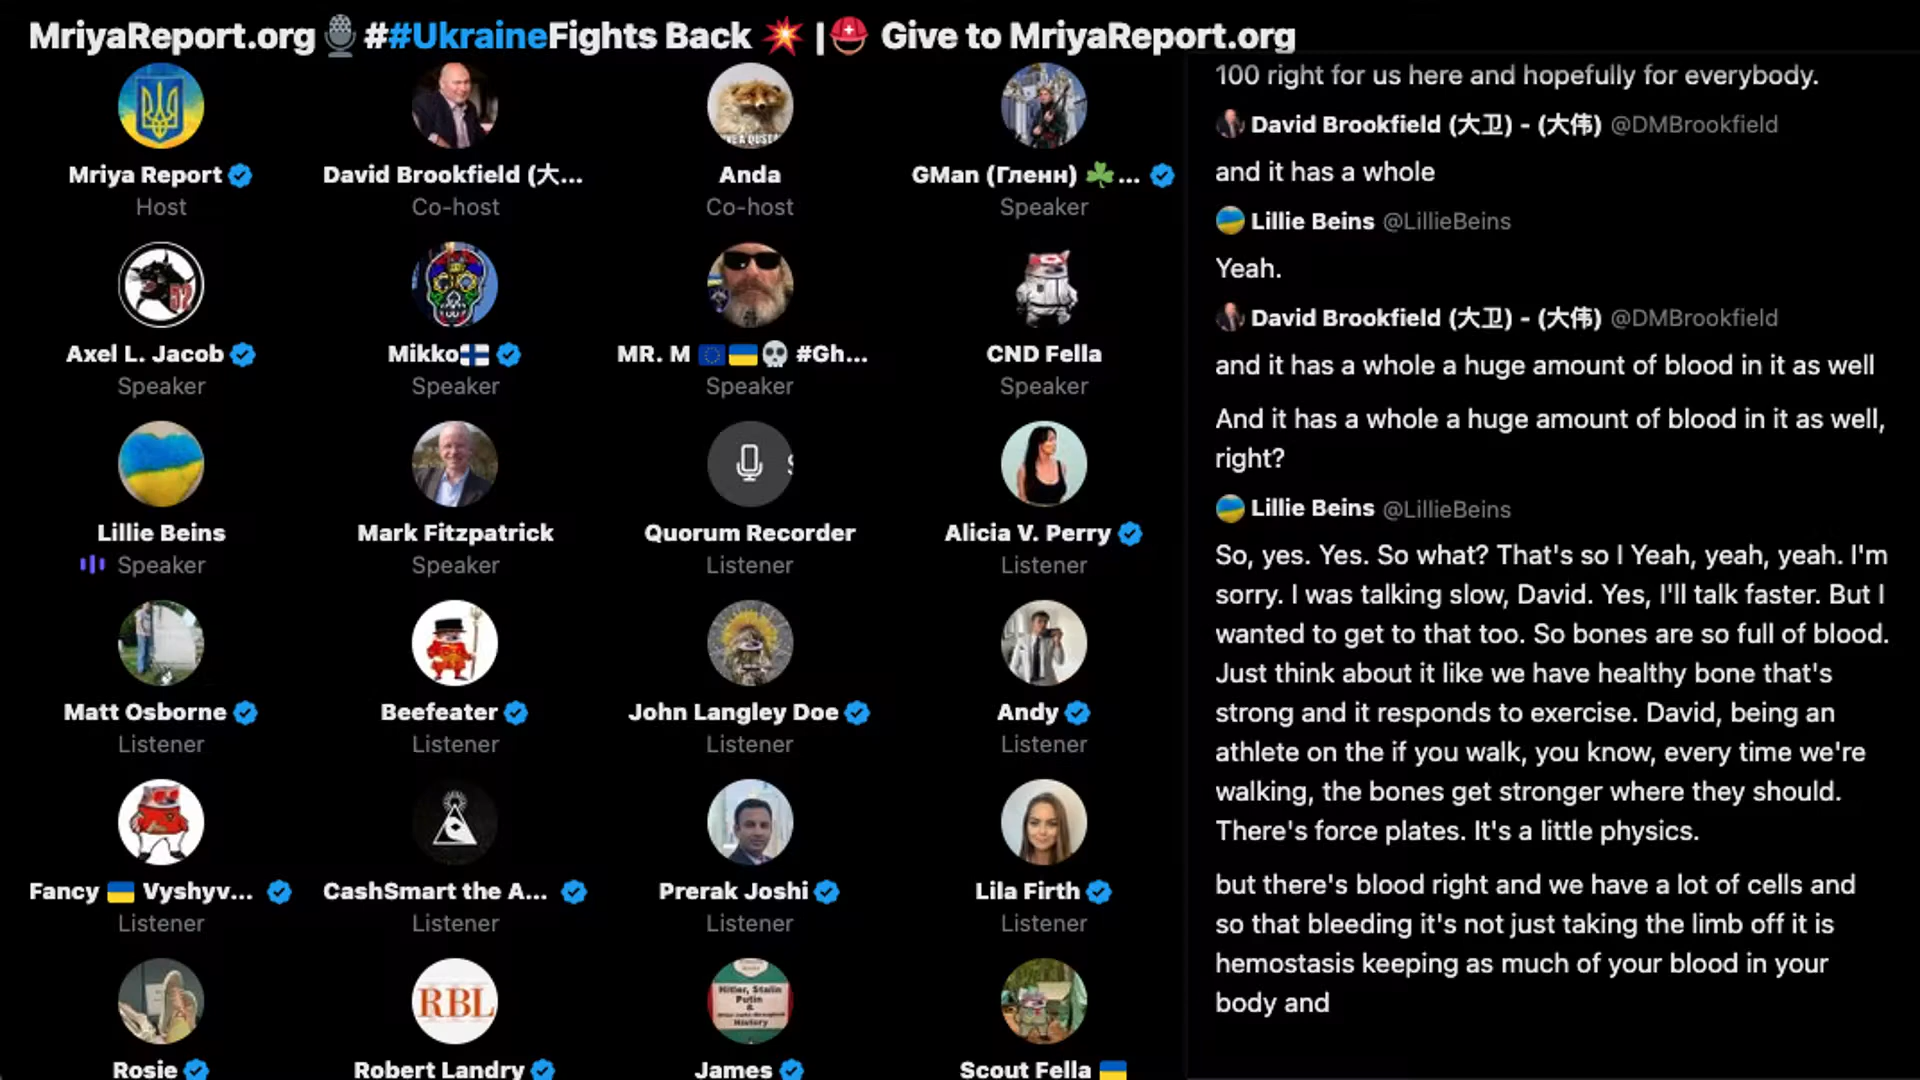 MriyaReport.org🎙️##UkraineFights Back 💥 |⛑️ Give to MriyaReport.org
Mriya Report
Host
David Brookfield (大...
Co-host
Anda
Co-host
GMan (Гленн) ☘️...
Speaker
Axel L. Jacob
Speaker
Mikko🇫🇮
Speaker
MR. M 🇪🇺🇺🇦💀 #Gh...
Speaker
CND Fella
Speaker
Lillie Beins
Speaker
Mark Fitzpatrick
Speaker
Quorum Recorder
Listener
Alicia V. Perry
Listener
Matt Osborne
Listener
Beefeater
Listener
John Langley Doe
Listener
Andy
Listener
Fancy 🇺🇦 Vyshyv...
Listener
CashSmart the A...
Listener
Prerak Joshi
Listener
Lila Firth
Listener
RBL
Hitler, Stalin
Putin
History
Rosie
Robert Landry
James
Scout Fella 🇺🇦
100 right for us here and hopefully for everybody.
David Brookfield (大卫) - (大伟) @DMBrookfield
and it has a whole
Lillie Beins @LillieBeins
Yeah.
David Brookfield (大卫) - (大伟) @DMBrookfield
and it has a whole a huge amount of blood in it as well
And it has a whole a huge amount of blood in it as well,
right?
Lillie Beins @LillieBeins
So, yes. Yes. So what? That's so I Yeah, yeah, yeah. I'm
sorry. I was talking slow, David. Yes, I'll talk faster. But I
wanted to get to that too. So bones are so full of blood.
Just think about it like we have healthy bone that's
strong and it responds to exercise. David, being an
athlete on the if you walk, you know, every time we're
walking, the bones get stronger where they should.
There's force plates. It's a little physics.
but there's blood right and we have a lot of cells and
so that bleeding it's not just taking the limb off it is
hemostasis keeping as much of your blood in your
body and